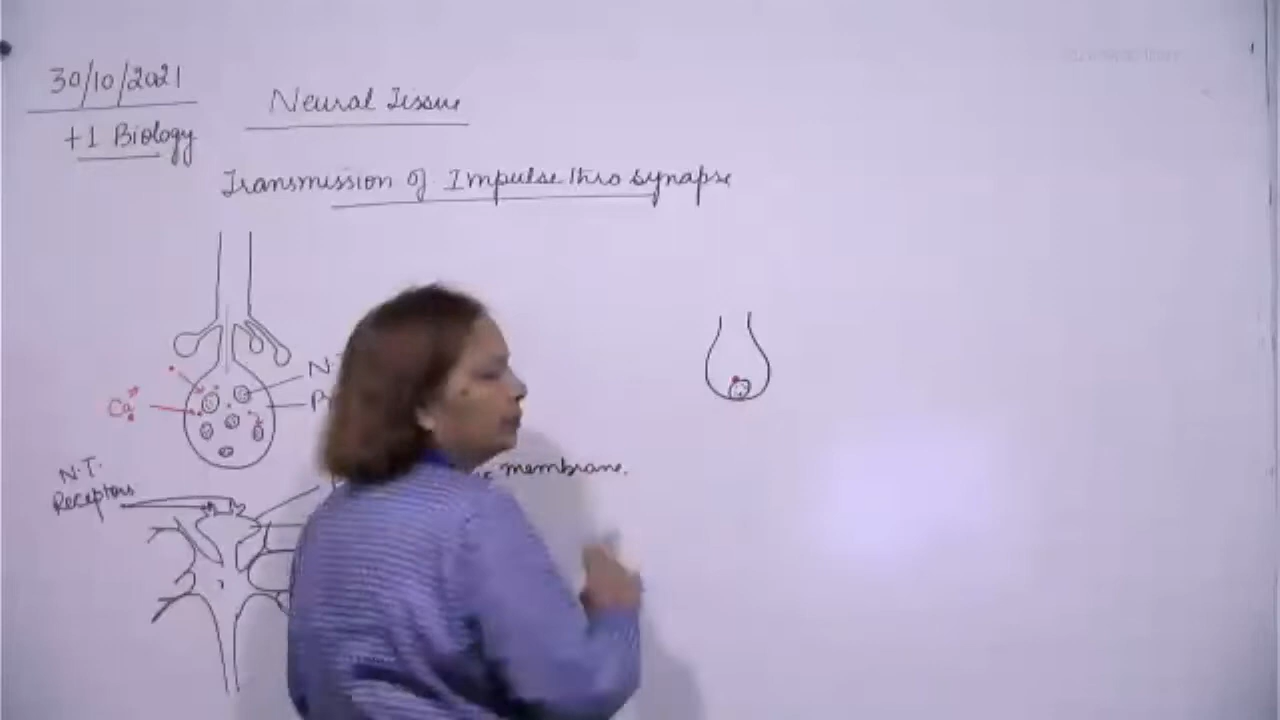 30/10/2021
+1 Biology
Neural Tissue
Transmission of Impulse thro synapse
Ca++
N.T.
Receptors
membrane.